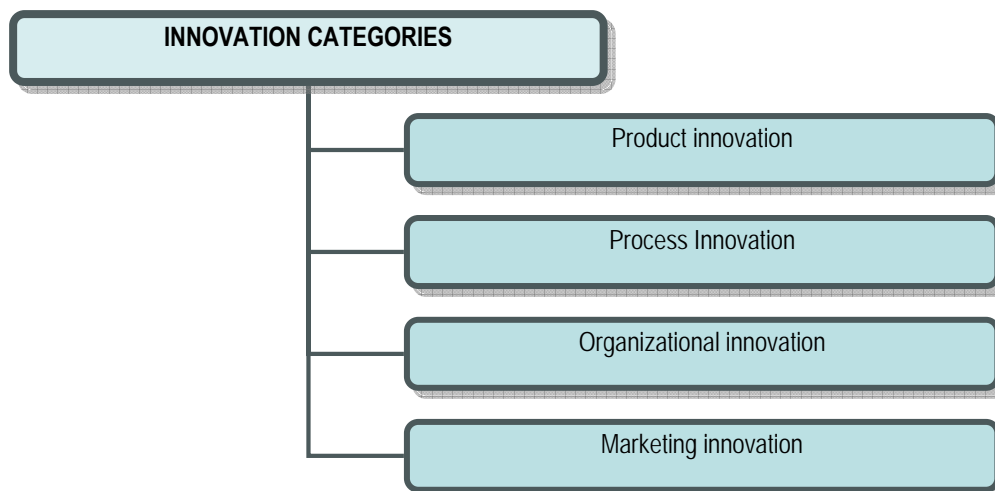 INNOVATION CATEGORIES
Product innovation
Process Innovation
Organizational innovation
Marketing innovation